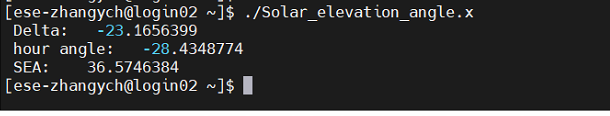 [ese-zhangych@login02 ~]$ ./Solar_elevation_angle.x
Delta:   -23.1656399
hour angle:   -28.4348774
SEA:    36.5746384
[ese-zhangych@login02 ~]$